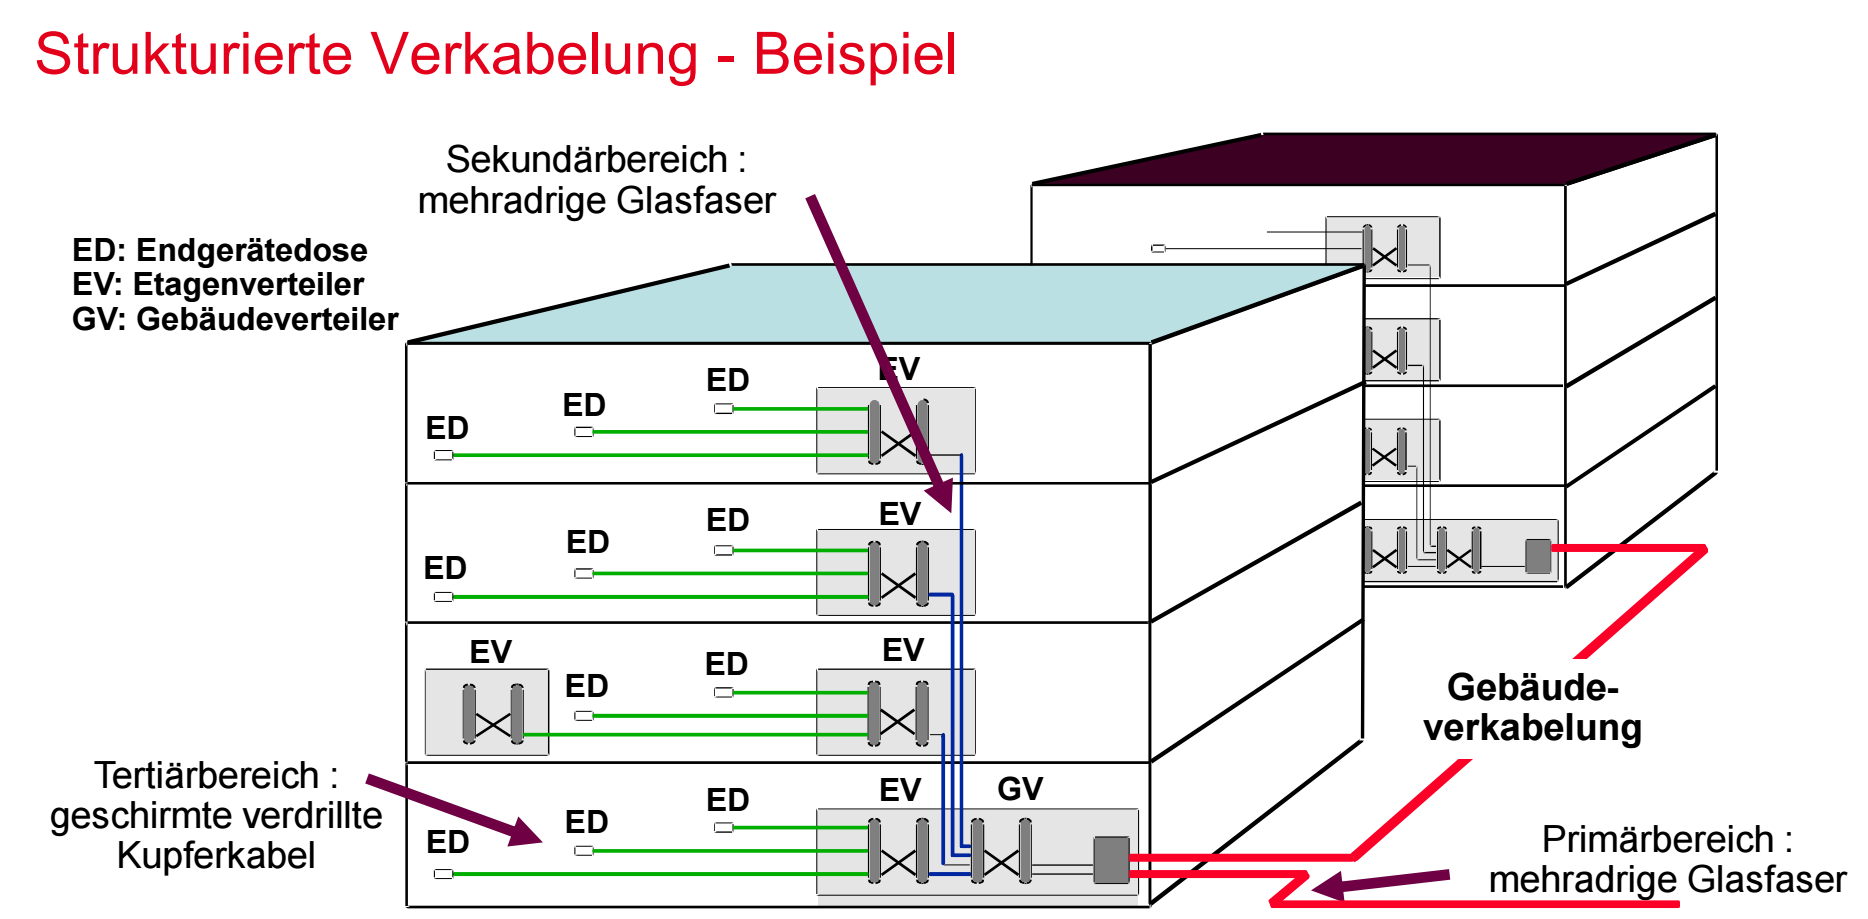 Strukturierte Verkabelung - Beispiel
Sekundärbereich :
mehradrige Glasfaser
ED: Endgerätedose
EV: Etagenverteiler
GV: Gebäudeverteiler
EV
ED
ED
ED
EV
ED
ED
ED
EV
EV
ED
ED
Gebäude-
verkabelung
Tertiärbereich :
geschirmte verdrillte
Kupferkabel
EV
GV
ED
ED
ED
Primärbereich :
mehradrige Glasfaser